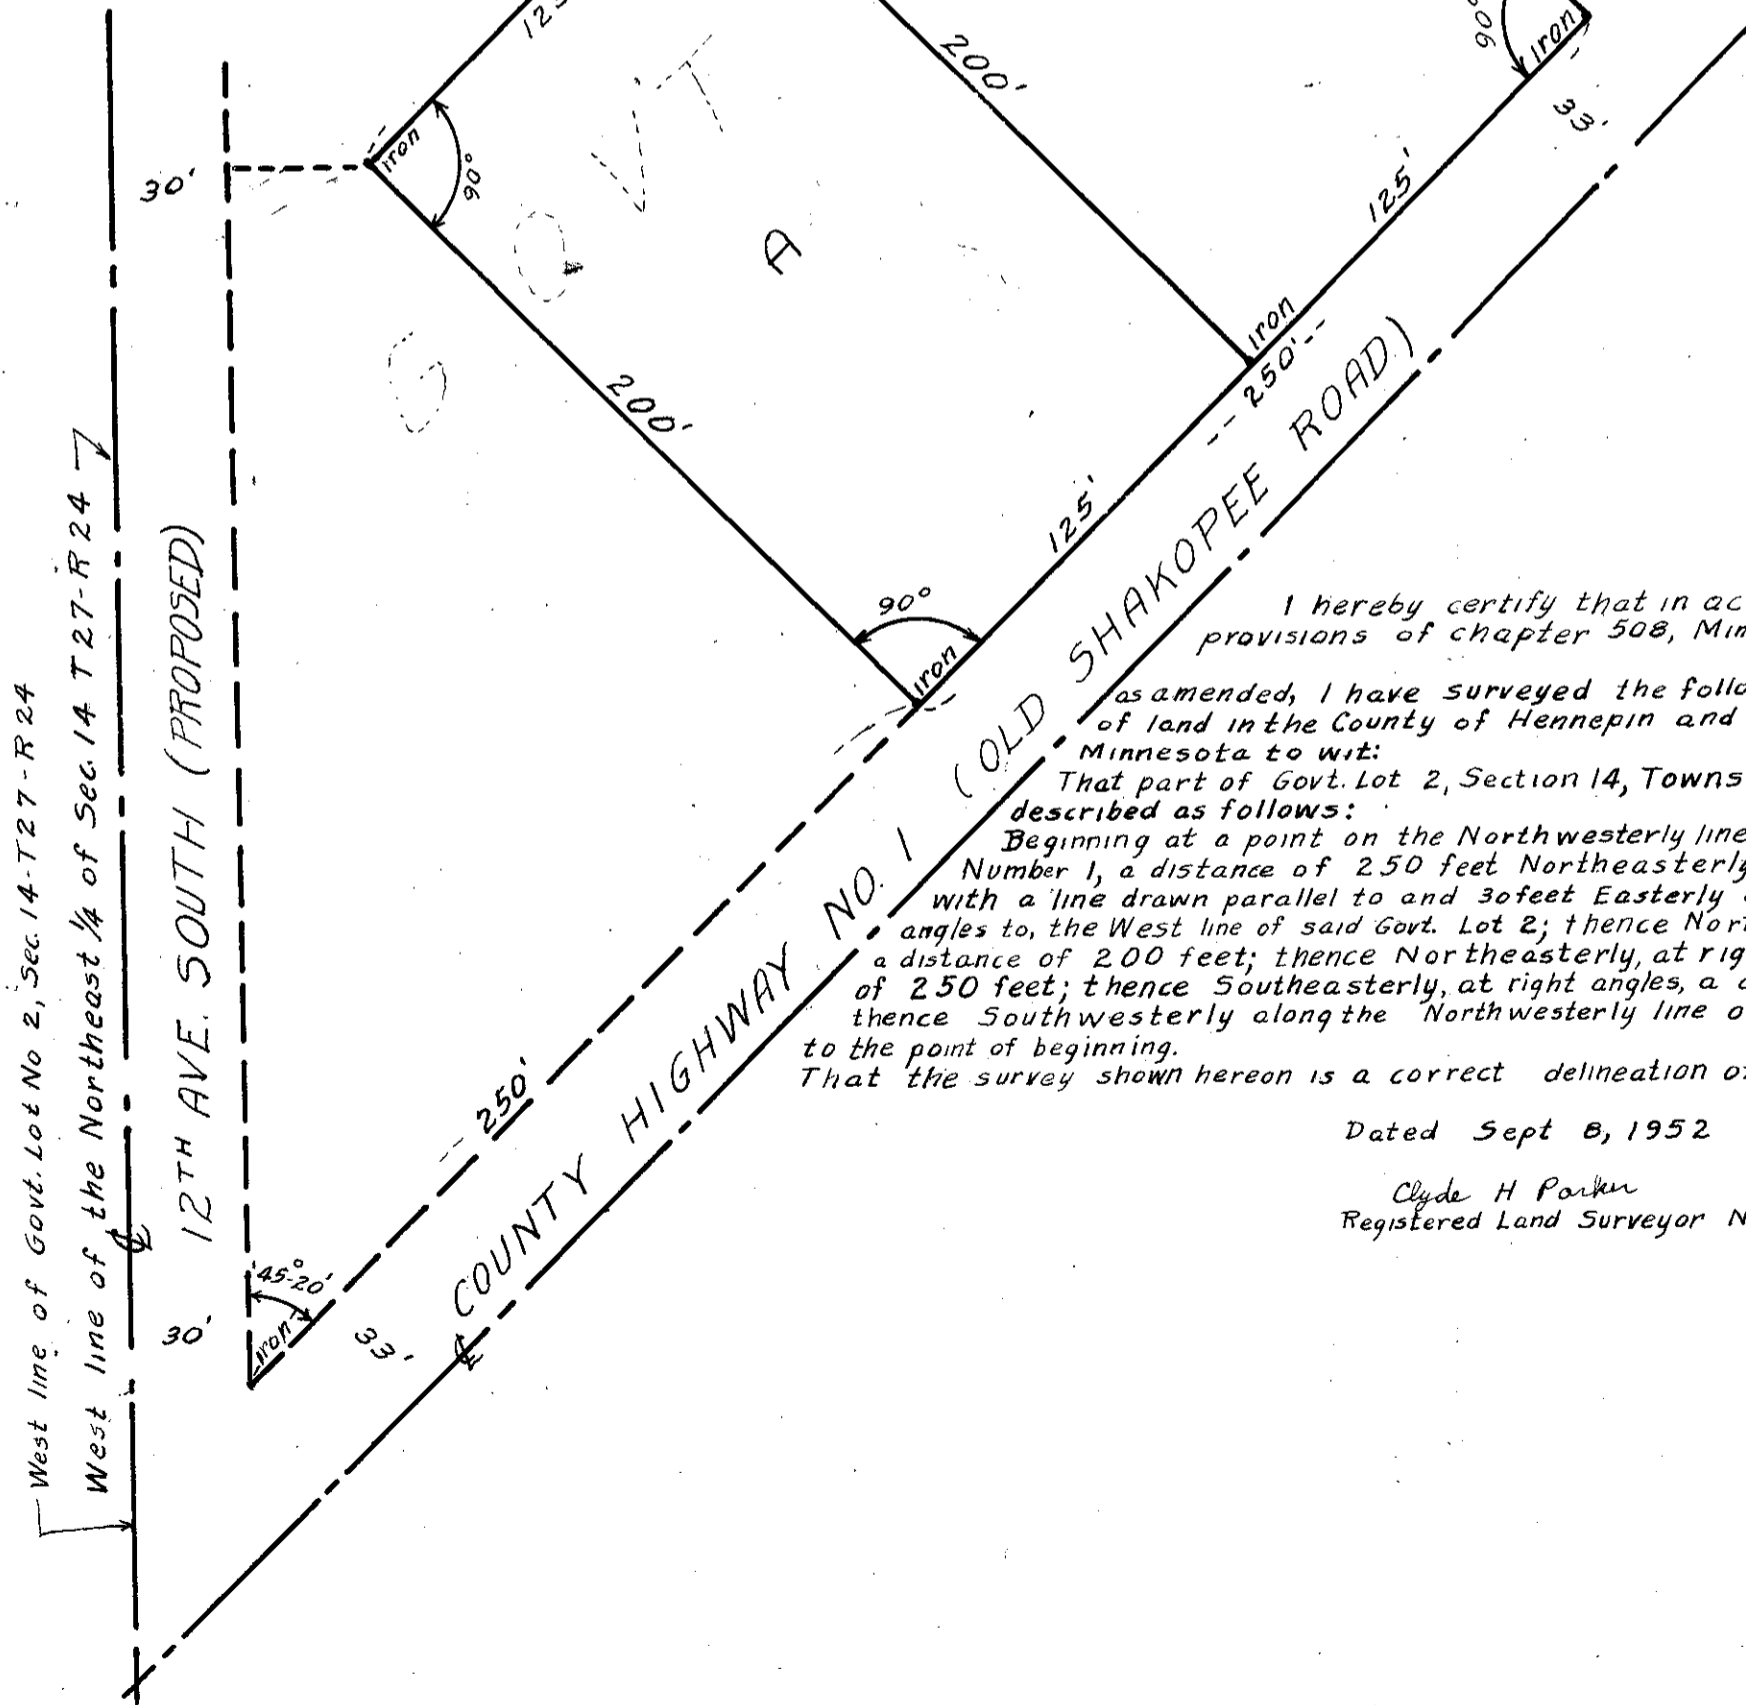 125
200'
90°
Iron
33'
30'
Iron
90°
GOVT
A
125'
200'
Iron
250'
125'
90°
Iron
West line of Govt. Lot No 2, Sec. 14-T27-R24
West line of the Northeast 1/4 of Sec. 14 T27-R24
12TH AVE. SOUTH (PROPOSED)
COUNTY HIGHWAY NO. 1 (OLD SHAKOPEE ROAD)
250'
45°-20'
Iron
30'
33'
I hereby certify that in ac
provisions of chapter 508, Min
as amended, I have surveyed the follo
of land in the County of Hennepin and
Minnesota to wit:
That part of Govt. Lot 2, Section 14, Towns
described as follows:
Beginning at a point on the Northwesterly line
Number 1, a distance of 250 feet Northeasterly
with a line drawn parallel to and 30 feet Easterly
angles to, the West line of said Govt. Lot 2; thence Nort
a distance of 200 feet; thence Northeasterly, at rig
of 250 feet; thence Southeasterly, at right angles, a
thence Southwesterly along the Northwesterly line o
to the point of beginning.
That the survey shown hereon is a correct delineation of
Dated Sept 8, 1952
Clyde H Parker
Registered Land Surveyor N